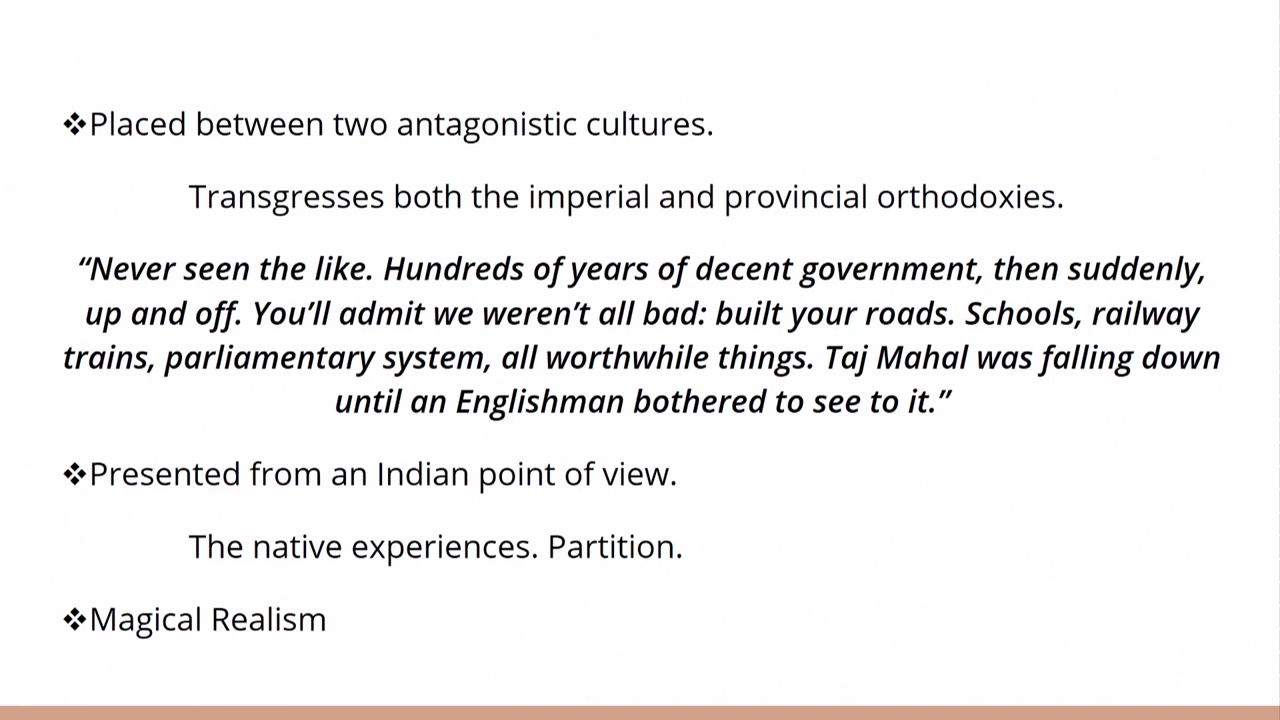 ❖Placed between two antagonistic cultures.
Transgresses both the imperial and provincial orthodoxies.
“Never seen the like. Hundreds of years of decent government, then suddenly,
up and off. You’ll admit we weren’t all bad: built your roads. Schools, railway
trains, parliamentary system, all worthwhile things. Taj Mahal was falling down
until an Englishman bothered to see to it.”
❖Presented from an Indian point of view.
The native experiences. Partition.
❖Magical Realism